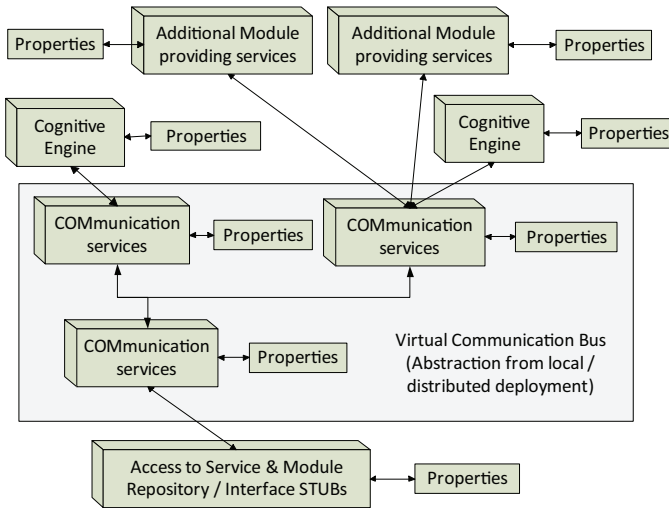 Properties
Additional Module
providing services
Additional Module
providing services
Properties
Cognitive
Engine
Properties
Cognitive
Engine
Properties
COMmunication
services
Properties
COMmunication
services
Properties
COMmunication
services
Properties
Virtual Communication Bus
(Abstraction from local /
distributed deployment)
Access to Service & Module
Repository / Interface STUBs
Properties